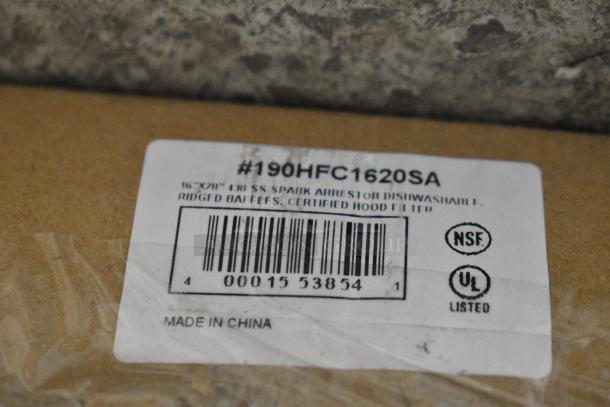 #190HFC1620SA
16"X20" 430 SS SPARK ARRESTOR DISHWASHABLE,
RIDGED BAFFEFS, CERTIFIED HOOD FILTER
NSF.
4 00015 53854 1
UL
LISTED
MADE IN CHINA